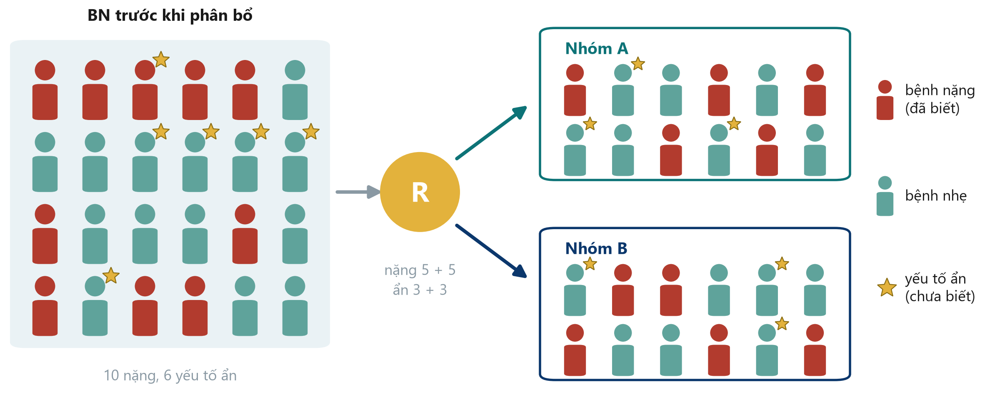 BN trước khi phân bổ
10 nặng, 6 yếu tố ẩn
R
nặng 5 + 5
ẩn 3 + 3
Nhóm A
Nhóm B
bệnh nặng
(đã biết)
bệnh nhẹ
yếu tố ẩn
(chưa biết)